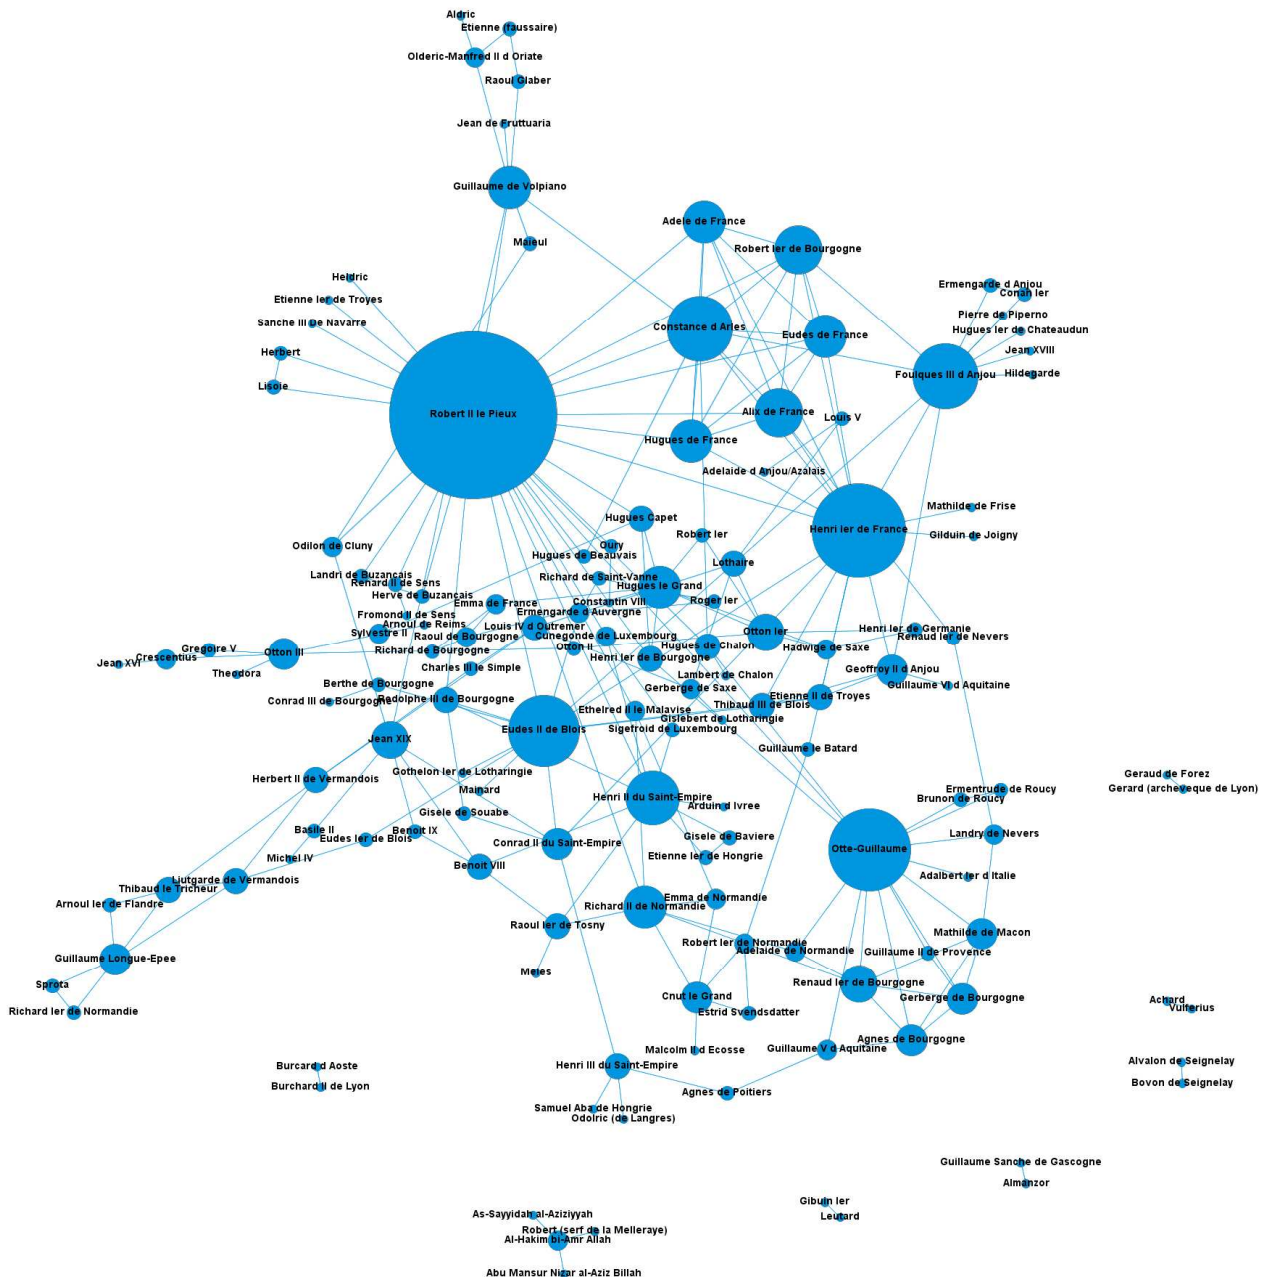 Aldric
Etienne (faussaire)
Olderic-Manfred II d Oriate
Raoul Glaber
Jean de Fruttuaria
Guillaume de Volpiano
Maieul
Adele de France
Robert Ier de Bourgogne
Heldric
Etienne Ier de Troyes
Sanche III De Navarre
Herbert
Lisoie
Ermengarde d Anjou
Conan Ier
Pierre de Piperno
Hugues Ier de Chateaudun
Jean XVIII
Hildegarde
Constance d Arles
Eudes de France
Foulques III d Anjou
Robert II le Pieux
Alix de France
Louis V
Hugues de France
Adelaide d Anjou/Azalais
Mathilde de Frise
Henri Ier de France
Gilduin de Joigny
Hugues Capet
Robert Ier
Odilon de Cluny
Oury
Hugues de Beauvais
Lothaire
Landri de Buzançais
Renard II de Sens
Richard de Saint-Vanne
Hugues le Grand
Herve de Buzançais
Emma de France
Constantin VIII
Roger Ier
Fromond II de Sens
Ermengarde d Auvergne
Arnoul de Reims
Louis IV d Outremer
Sylvestre II
Raoul de Bourgogne
Cunegonde de Luxembourg
Otton Ier
Henri Ier de Germanie
Renaud Ier de Nevers
Gregoire V
Otton III
Richard de Bourgogne
Otton II
Hugues de Chalon
Hadwige de Saxe
Jean XVI
Crescentius
Henri Ier de Bourgogne
Theodora
Charles III le Simple
Lambert de Chalon
Geoffroy II d Anjou
Berthe de Bourgogne
Gerberge de Saxe
Guillaume VI d Aquitaine
Conrad III de Bourgogne
Rodolphe III de Bourgogne
Etienne II de Troyes
Thibaud III de Blois
Ethelred II le Malavise
Gislebert de Lotharingie
Eudes II de Blois
Sigefroid de Luxembourg
Jean XIX
Guillaume le Batard
Gothelon Ier de Lotharingie
Herbert II de Vermandois
Geraud de Forez
Gerard (archeveque de Lyon)
Mainard
Henri II du Saint-Empire
Ermentrude de Roucy
Brunon de Roucy
Arduin d Ivree
Gisele de Souabe
Basile II
Benoit IX
Eudes Ier de Blois
Conrad II du Saint-Empire
Gisele de Baviere
Landry de Nevers
Otte-Guillaume
Michel IV
Etienne Ier de Hongrie
Benoit VIII
Adalbert Ier d Italie
Liutgarde de Vermandois
Thibaud le Tricheur
Arnoul Ier de Flandre
Emma de Normandie
Richard II de Normandie
Raoul Ier de Tosny
Mathilde de Macon
Robert Ier de Normandie
Adelaide de Normandie
Guillaume II de Provence
Guillaume Longue-Epee
Meles
Sprota
Renaud Ier de Bourgogne
Cnut le Grand
Gerberge de Bourgogne
Richard Ier de Normandie
Estrid Svendsdatter
Achard
Vulferius
Agnes de Bourgogne
Malcolm II d Ecosse
Guillaume V d Aquitaine
Burcard d Aoste
Henri III du Saint-Empire
Alvalon de Seignelay
Burchard II de Lyon
Bovon de Seignelay
Agnes de Poitiers
Samuel Aba de Hongrie
Odolric (de Langres)
Guillaume Sanche de Gascogne
Almanzor
Gibuin Ier
Leutard
As-Sayyidah al-Aziziyyah
Robert (serf de la Melleraye)
Al-Hakim bi-Amr Allah
Abu Mansur Nizar al-Aziz Billah